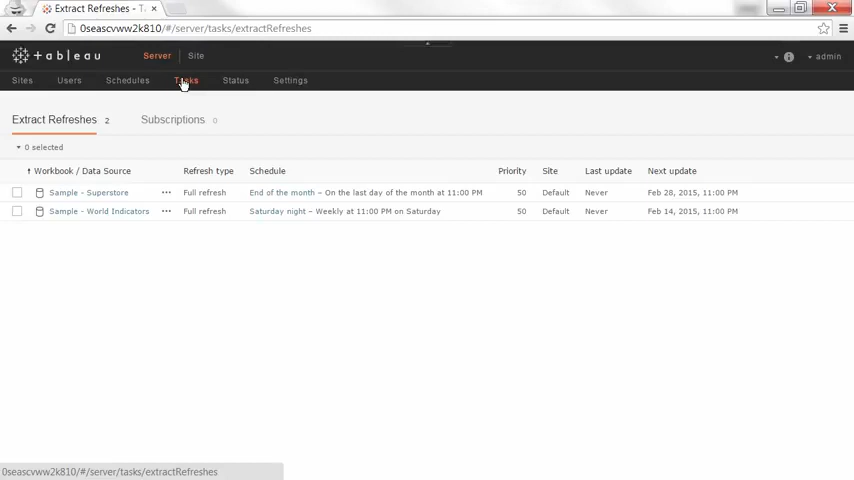 Extract Refreshes - T
0seascvww2k810/#/server/tasks/extractRefreshes
+ableau Server Site admin
Sites Users Schedules Tasks Status Settings
Extract Refreshes 2 Subscriptions 0
0 selected
Workbook / Data Source Refresh type Schedule Priority Site Last update Next update
Sample - Superstore ••• Full refresh End of the month – On the last day of the month at 11:00 PM 50 Default Never Feb 28, 2015, 11:00 PM
Sample - World Indicators ••• Full refresh Saturday night – Weekly at 11:00 PM on Saturday 50 Default Never Feb 14, 2015, 11:00 PM
0seascvww2k810/#/server/tasks/extractRefreshes